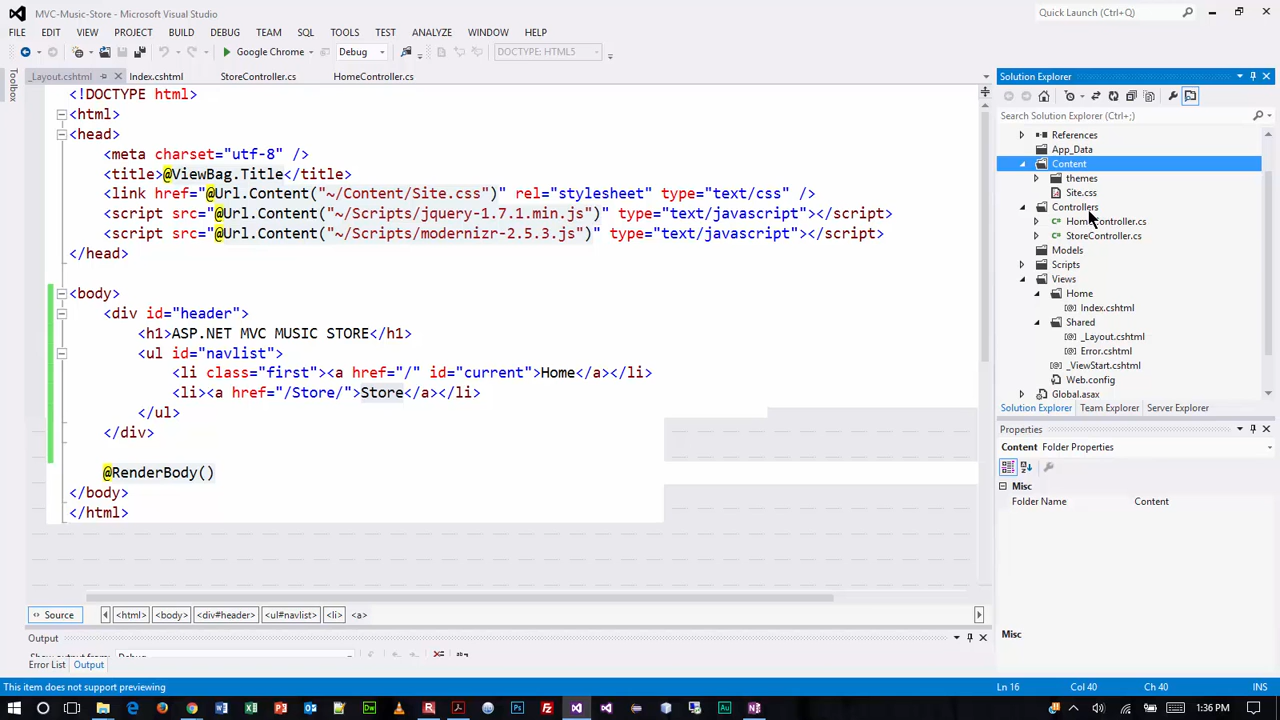 MVC-Music-Store - Microsoft Visual Studio
Quick Launch (Ctrl+Q)
FILE EDIT VIEW PROJECT BUILD DEBUG TEAM SQL TOOLS TEST ANALYZE WINDOW HELP
Google Chrome Debug DOCTYPE: HTML5
Toolbox
_Layout.cshtml Index.cshtml StoreController.cs HomeController.cs
<!DOCTYPE html>
<html>
<head>
<meta charset="utf-8" />
<title>@ViewBag.Title</title>
<link href="@Url.Content("~/Content/Site.css")" rel="stylesheet" type="text/css" />
<script src="@Url.Content("~/Scripts/jquery-1.7.1.min.js")" type="text/javascript"></script>
<script src="@Url.Content("~/Scripts/modernizr-2.5.3.js")" type="text/javascript"></script>
</head>
<body>
<div id="header">
<h1>ASP.NET MVC MUSIC STORE</h1>
<ul id="navlist">
<li class="first"><a href="/" id="current">Home</a></li>
<li><a href="/Store/">Store</a></li>
</ul>
</div>
@RenderBody()
</body>
</html>
Source <html> <body> <div#header> <ul#navlist> <li> <a>
Output
Show output from: Debug
Error List Output
Solution Explorer
Search Solution Explorer (Ctrl+;)
References
App_Data
Content
themes
Site.css
Controllers
HomeController.cs
StoreController.cs
Models
Scripts
Views
Home
Index.cshtml
Shared
_Layout.cshtml
Error.cshtml
_ViewStart.cshtml
Web.config
Global.asax
Solution Explorer Team Explorer Server Explorer
Properties
Content Folder Properties
Misc
Folder Name Content
Misc
This item does not support previewing Ln 16 Col 40 Ch 40 INS
1:36 PM